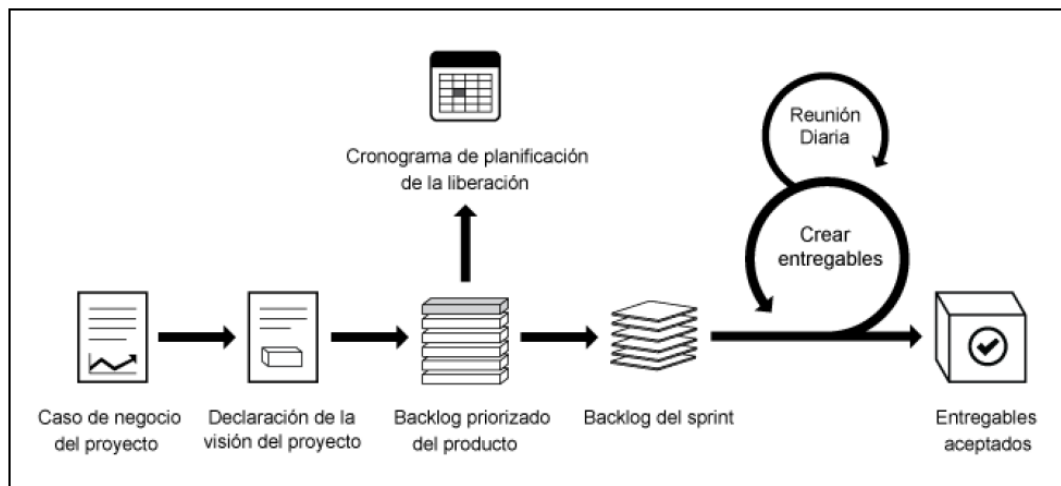 Reunión
Diaria
Cronograma de planificación
de la liberación
Crear
entregables
Caso de negocio
del proyecto
Declaración de la
visión del proyecto
Backlog priorizado
del producto
Backlog del sprint
Entregables
aceptados